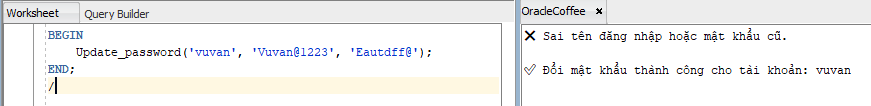 Worksheet Query Builder
BEGIN
Update_password('vuvan', 'Vuvan@1223', 'Eautdff@');
END;
/
OracleCoffee ×
❌ Sai tên đăng nhập hoặc mật khẩu cũ.
✅ Đổi mật khẩu thành công cho tài khoản: vuvan